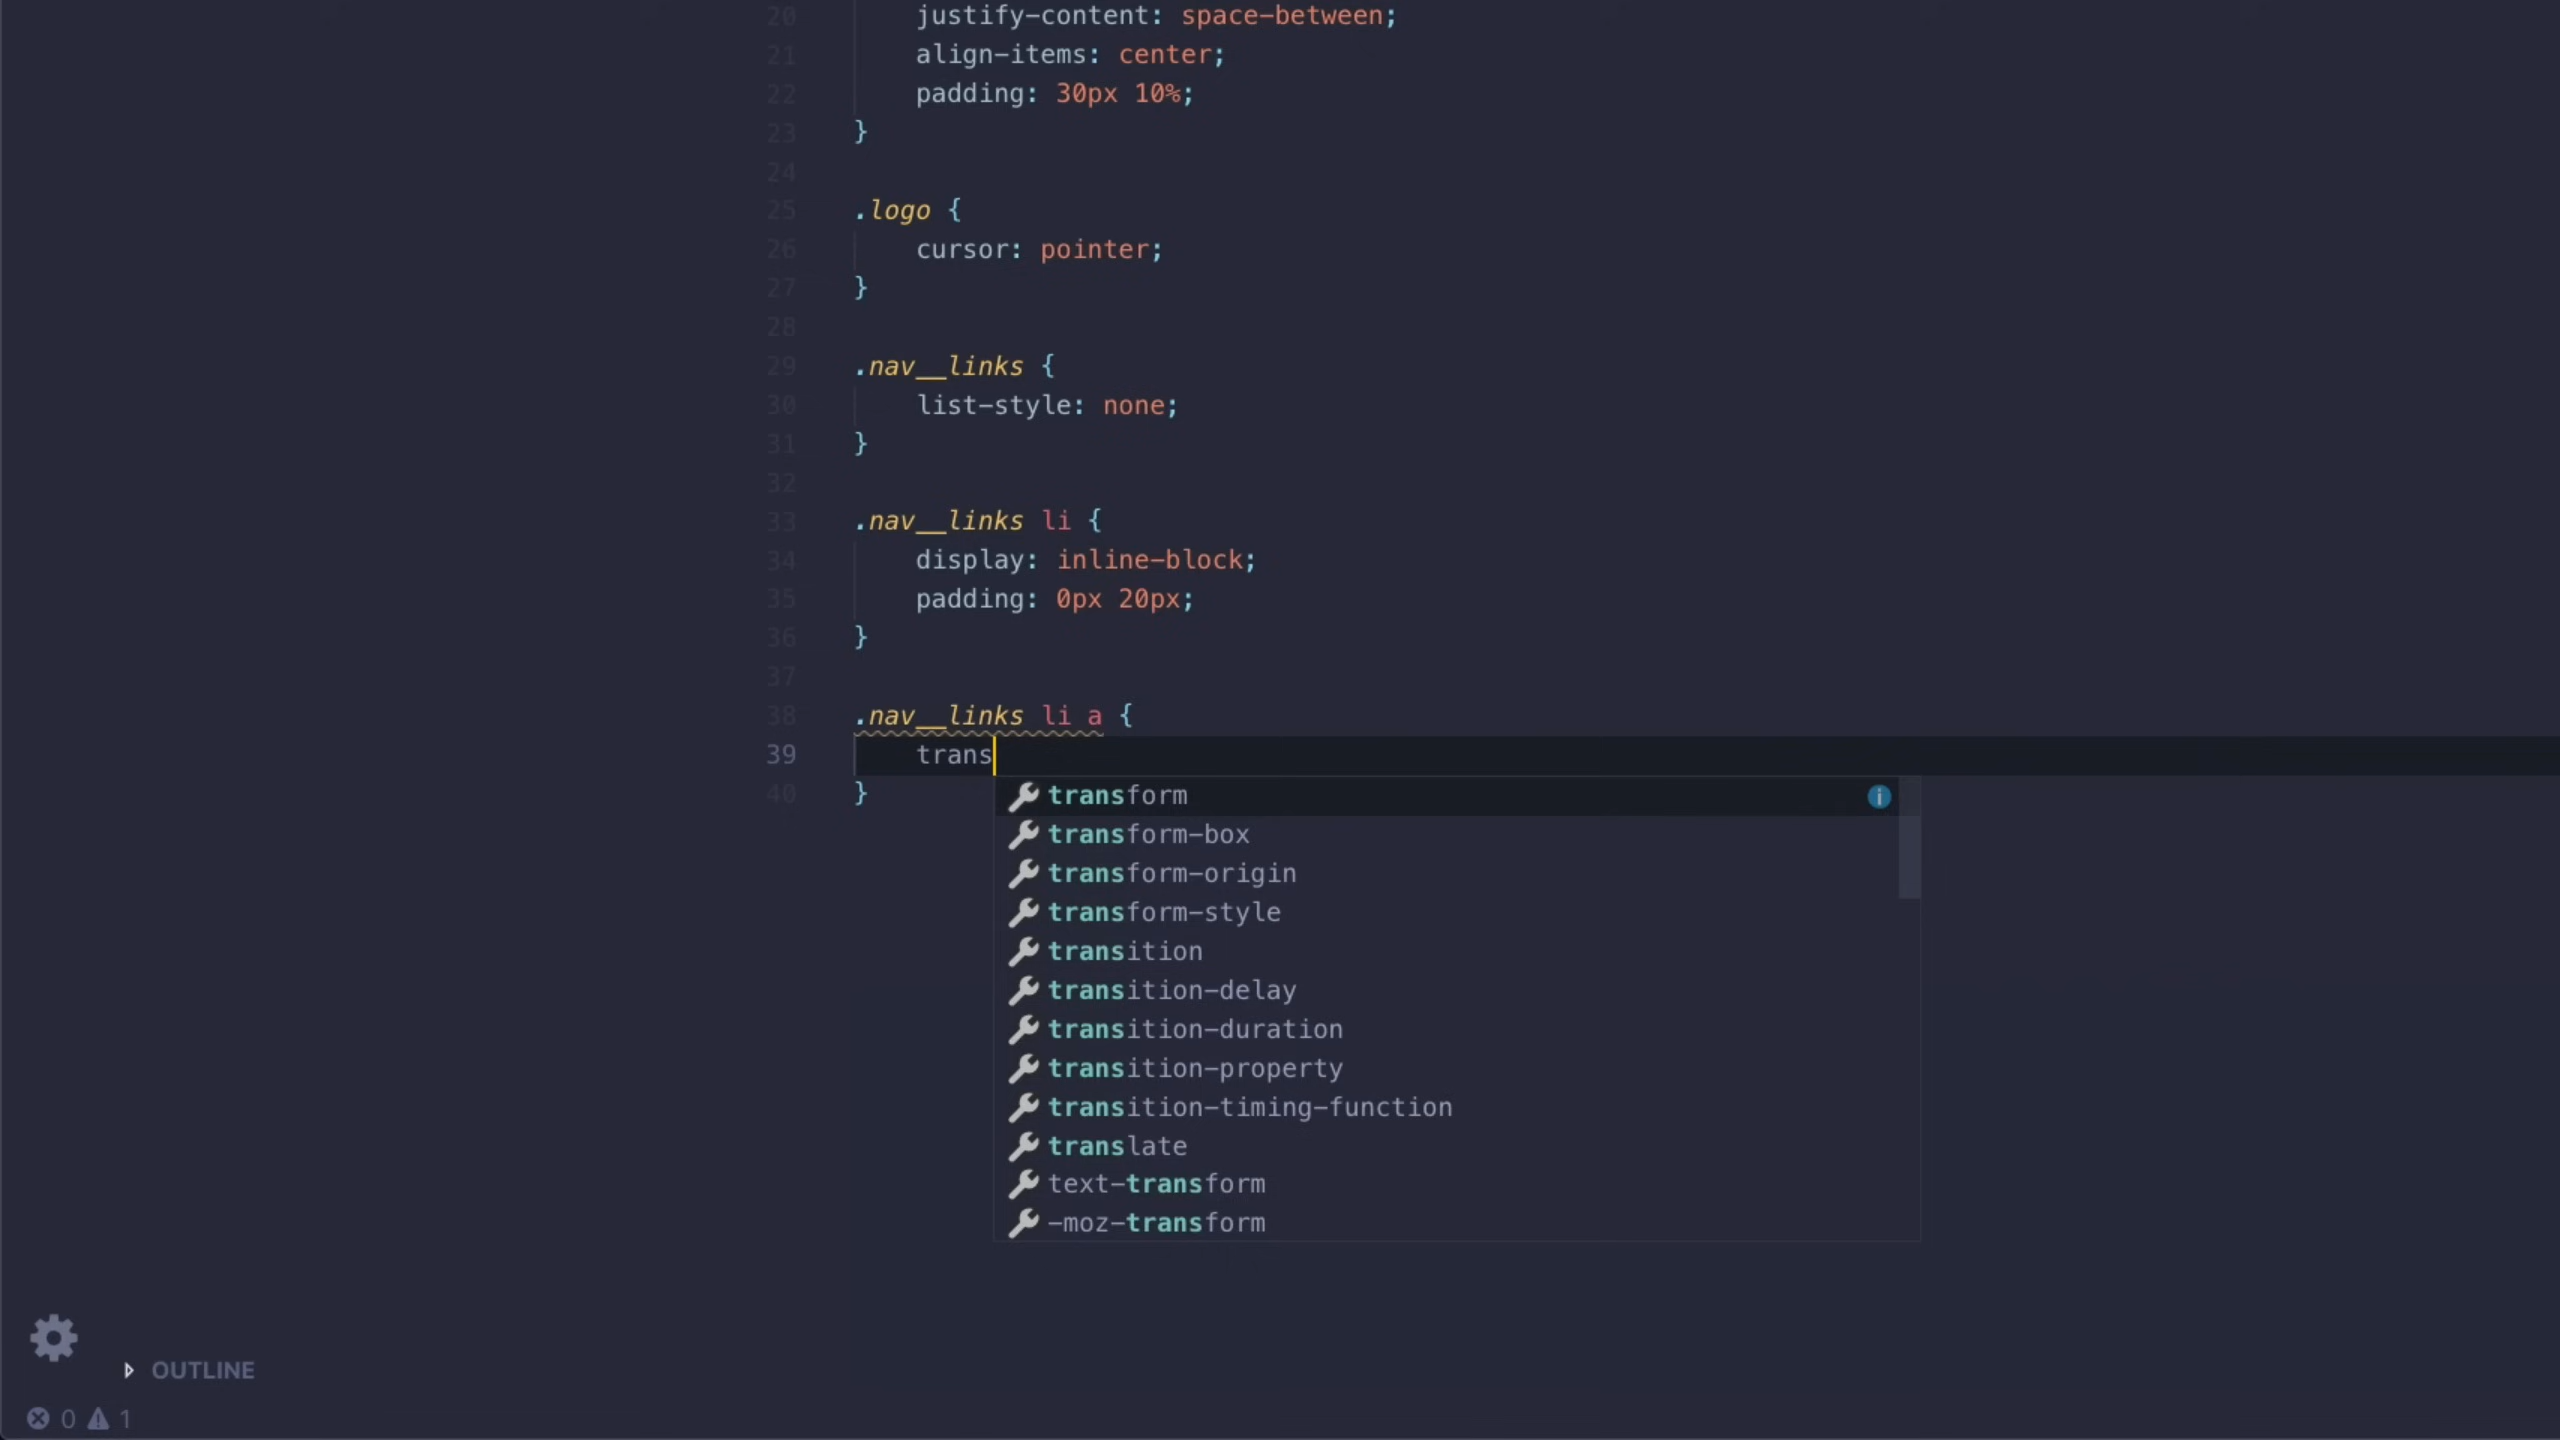 20 justify-content: space-between;
21 align-items: center;
22 padding: 30px 10%;
23 }
24
25 .logo {
26 cursor: pointer;
27 }
28
29 .nav__links {
30 list-style: none;
31 }
32
33 .nav__links li {
34 display: inline-block;
35 padding: 0px 20px;
36 }
37
38 .nav__links li a {
39 trans
40 }
transform
transform-box
transform-origin
transform-style
transition
transition-delay
transition-duration
transition-property
transition-timing-function
translate
text-transform
-moz-transform
OUTLINE
0 1